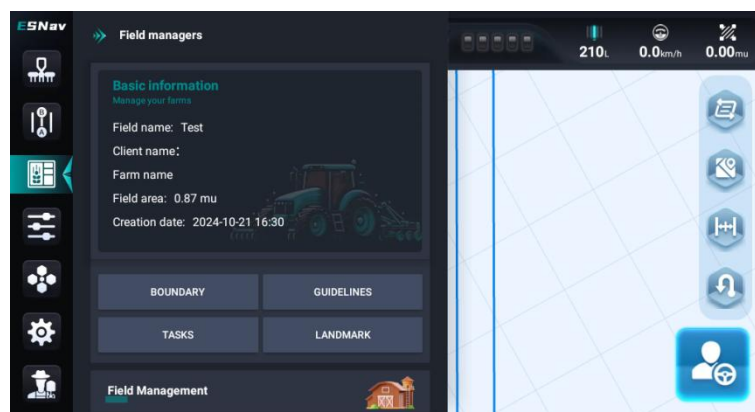 ESNav
Field managers
Basic information
Manage your farms
Field name: Test
Client name:
Farm name
Field area: 0.87 mu
Creation date: 2024-10-21 16:30
BOUNDARY
GUIDELINES
TASKS
LANDMARK
Field Management
210L
0.0km/h
0.00mu
B
A